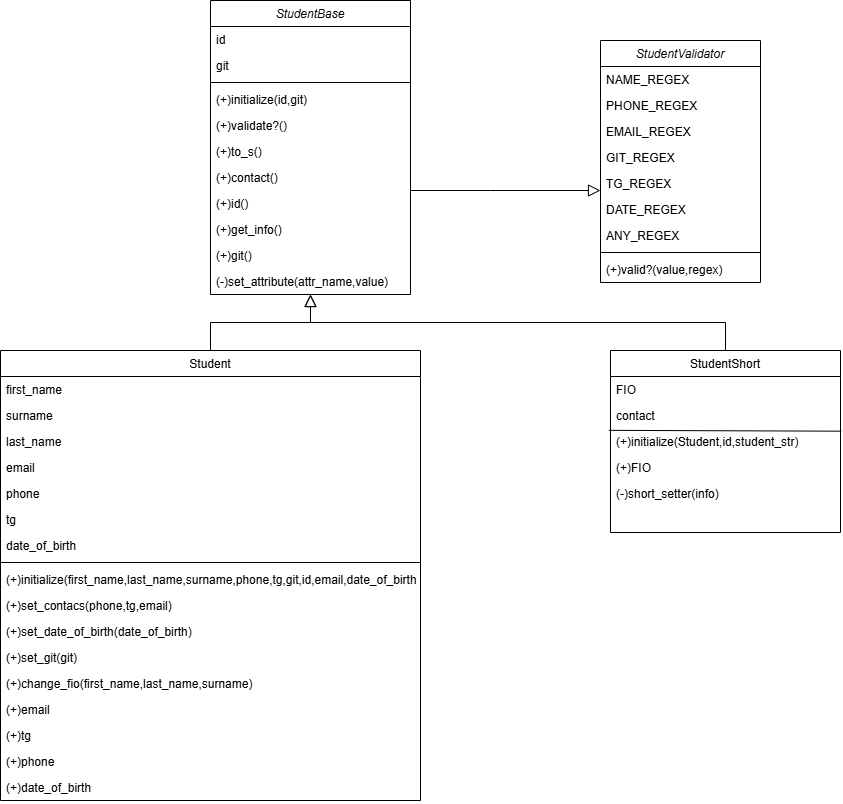 StudentBase
id
git
(+)initialize(id,git)
(+)validate?()
(+)to_s()
(+)contact()
(+)id()
(+)get_info()
(+)git()
(-)set_attribute(attr_name,value)
StudentValidator
NAME_REGEX
PHONE_REGEX
EMAIL_REGEX
GIT_REGEX
TG_REGEX
DATE_REGEX
ANY_REGEX
(+)valid?(value,regex)
Student
first_name
surname
last_name
email
phone
tg
date_of_birth
(+)initialize(first_name,last_name,surname,phone,tg,git,id,email,date_of_birth
(+)set_contacs(phone,tg,email)
(+)set_date_of_birth(date_of_birth)
(+)set_git(git)
(+)change_fio(first_name,last_name,surname)
(+)email
(+)tg
(+)phone
(+)date_of_birth
StudentShort
FIO
contact
(+)initialize(Student,id,student_str)
(+)FIO
(-)short_setter(info)